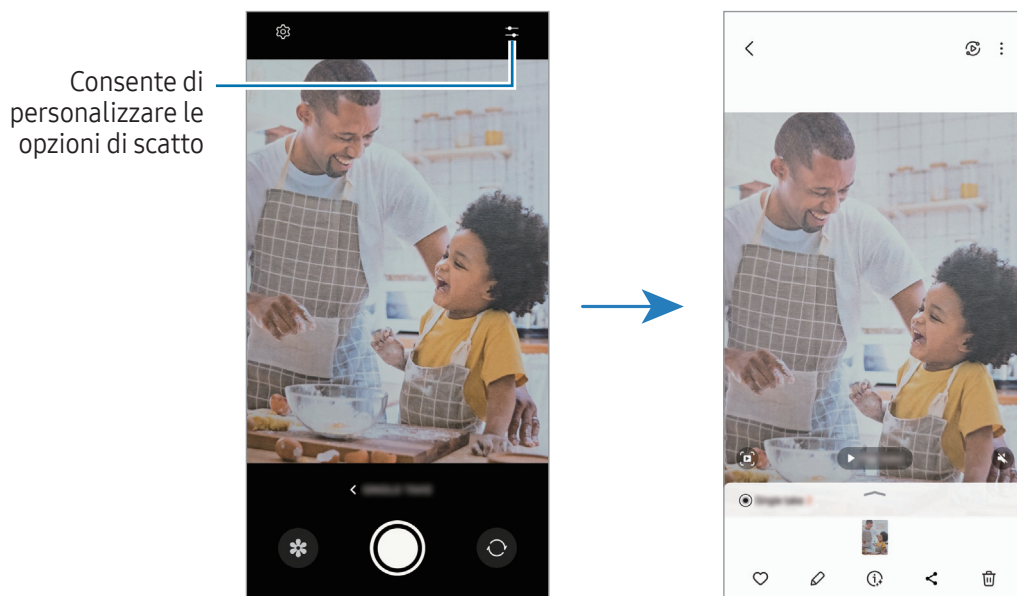 Consente di
personalizzare le
opzioni di scatto